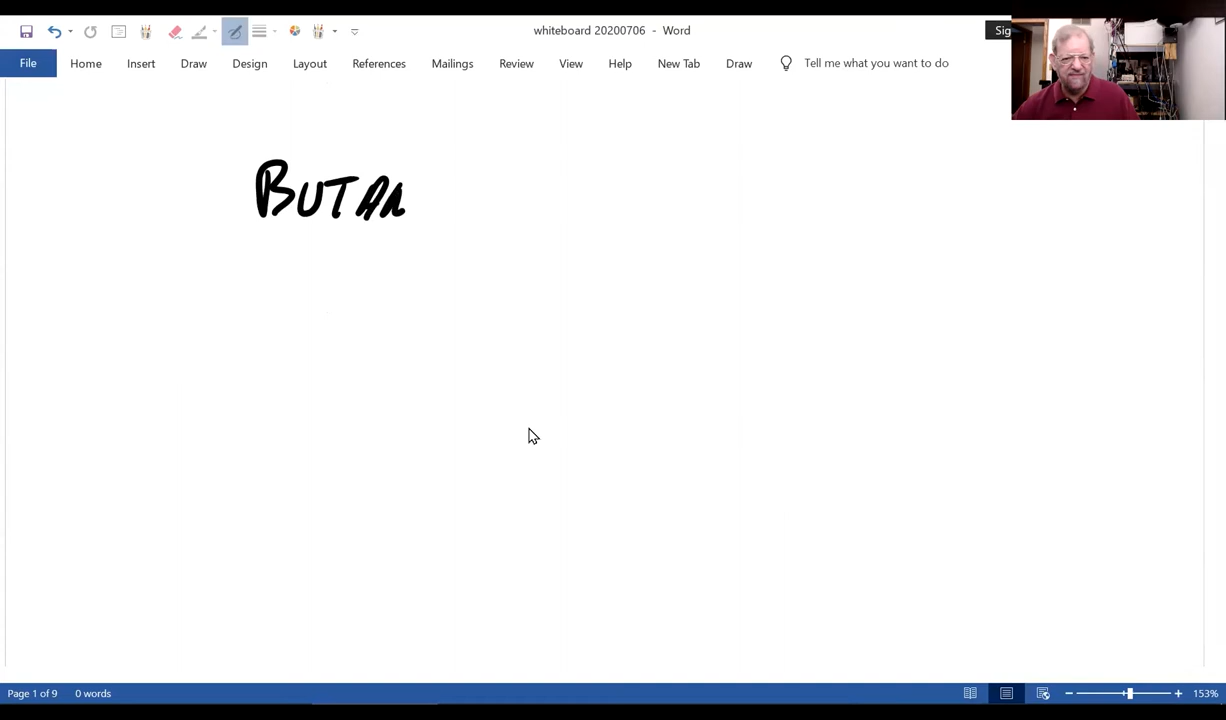 whiteboard 20200706 - Word
Sig
File Home Insert Draw Design Layout References Mailings Review View Help New Tab Draw Tell me what you want to do
BUTAN
Page 1 of 9 0 words 153%